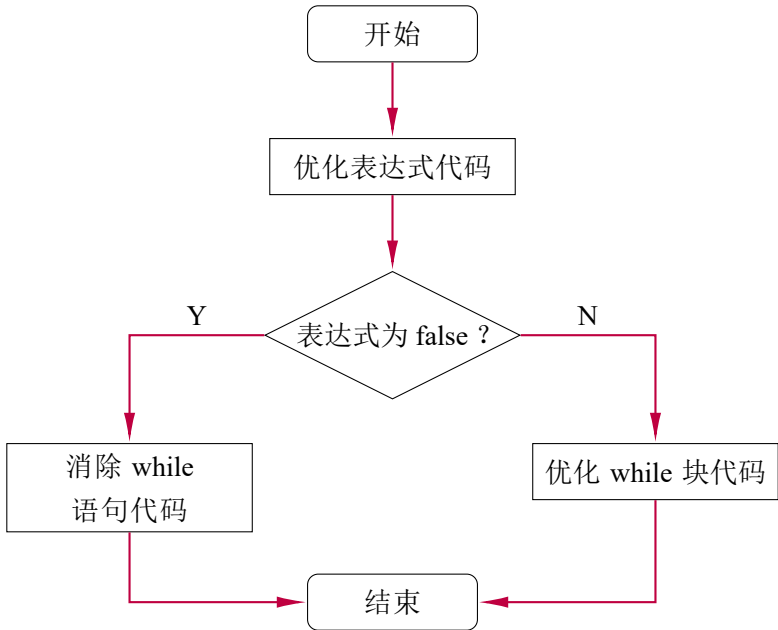 开始
优化表达式代码
Y
N
表达式为 false ？
消除 while
语句代码
优化 while 块代码
结束